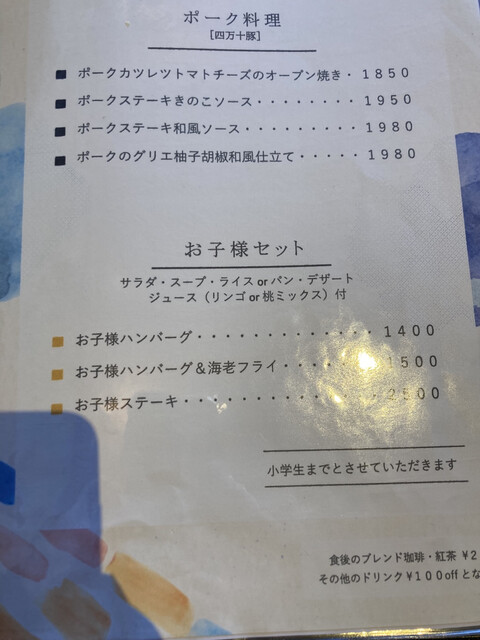 ポーク料理
[四万十豚]
■ ポークカツレツトマトチーズのオーブン焼き・1850
■ ポークステーキきのこソース・・・・・・・・1950
■ ポークステーキ和風ソース・・・・・・・・・1980
■ ポークのグリエ柚子胡椒和風仕立て・・・・・1980
お子様セット
サラダ・スープ・ライス or パン・デザート
ジュース（リンゴ or 桃ミックス）付
■ お子様ハンバーグ・・・・・・・・・・・・・・1400
■ お子様ハンバーグ＆海老フライ・・・・・・500
■ お子様ステーキ・・・・・・・・・・・・・・
小学生までとさせていただきます
食後のブレンド珈琲・紅茶 ¥2
その他のドリンク¥100off とな